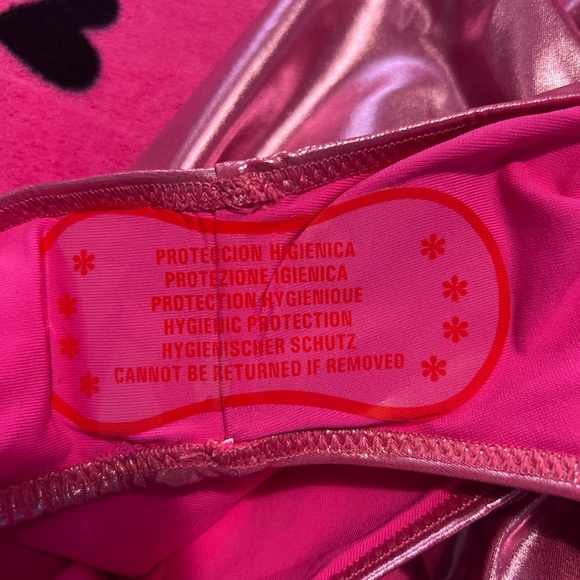 PROTECCION HIGIENICA
PROTEZIONE IGIENICA
PROTECTION HYGIENIQUE
HYGIENIC PROTECTION
HYGIENISCHER SCHUTZ
CANNOT BE RETURNED IF REMOVED